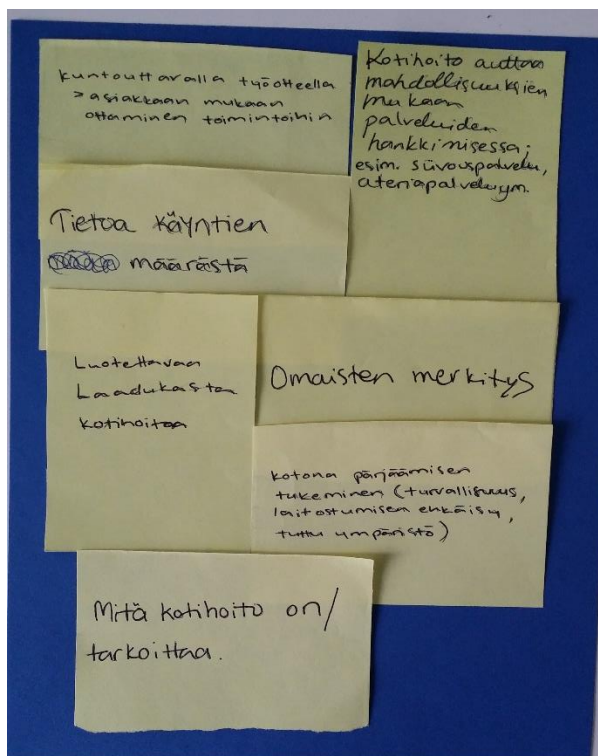 kuntouttavalla työotteella
> asiakkaan mukaan
ottaminen toimintoihin
Kotihoito auttaa
mahdollisuuksien
mukaan
palveluiden
hankkimisessa;
esim. siivouspalvelu,
ateriapalvelu ym.
Tietoa käyntien
määrästä
Luotettavaa
Laadukasta
kotihoitoa
Omaisten merkitys
kotona pärjäämisen
tukeminen (turvallisuus,
laitostumisen ehkäisy,
tuttu ympäristö)
Mitä kotihoito on/
tarkoittaa.